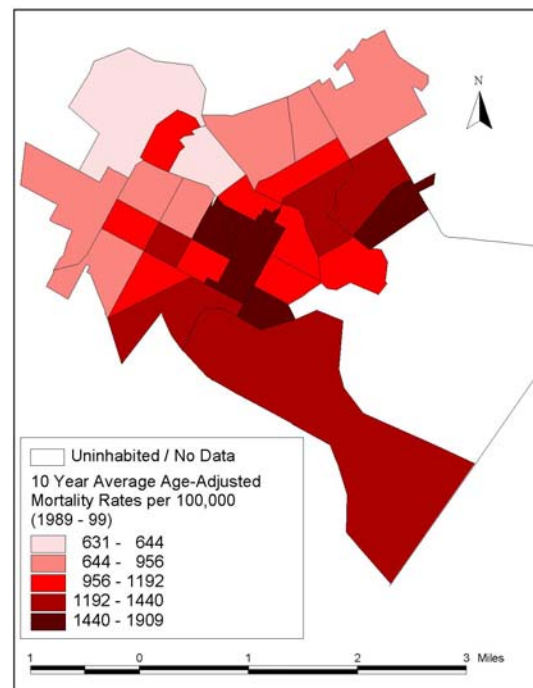 N
Uninhabited / No Data
10 Year Average Age-Adjusted
Mortality Rates per 100,000
(1989 - 99)
631 - 644
644 - 956
956 - 1192
1192 - 1440
1440 - 1909
1 0 1 2 3 Miles